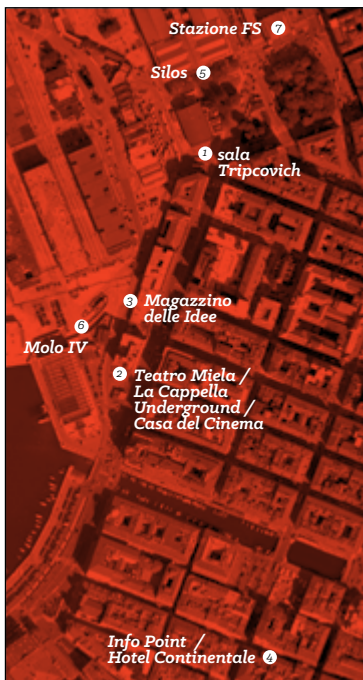 Stazione FS 7
Silos 5
1 sala
Tripcovich
3 Magazzino
delle Idee
6
Molo IV
2 Teatro Miela /
La Cappella
Underground /
Casa del Cinema
Info Point /
Hotel Continentale 4